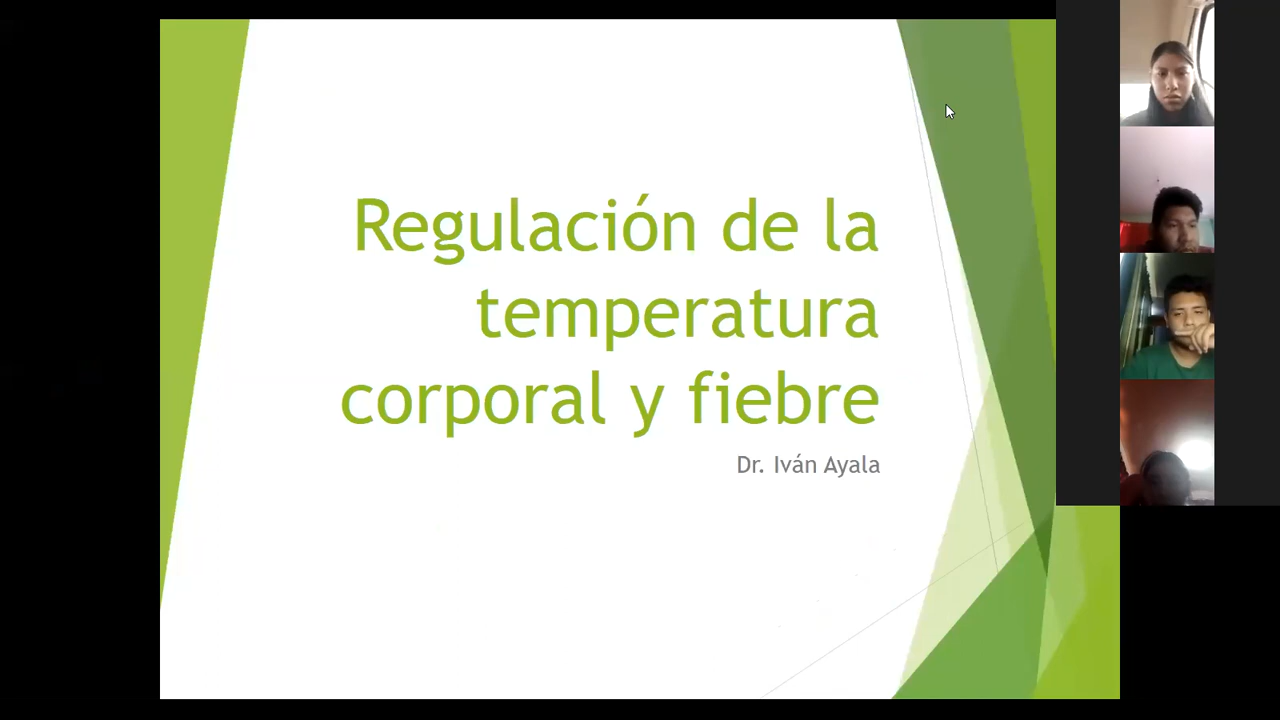 Regulación de la
temperatura
corporal y fiebre
Dr. Iván Ayala